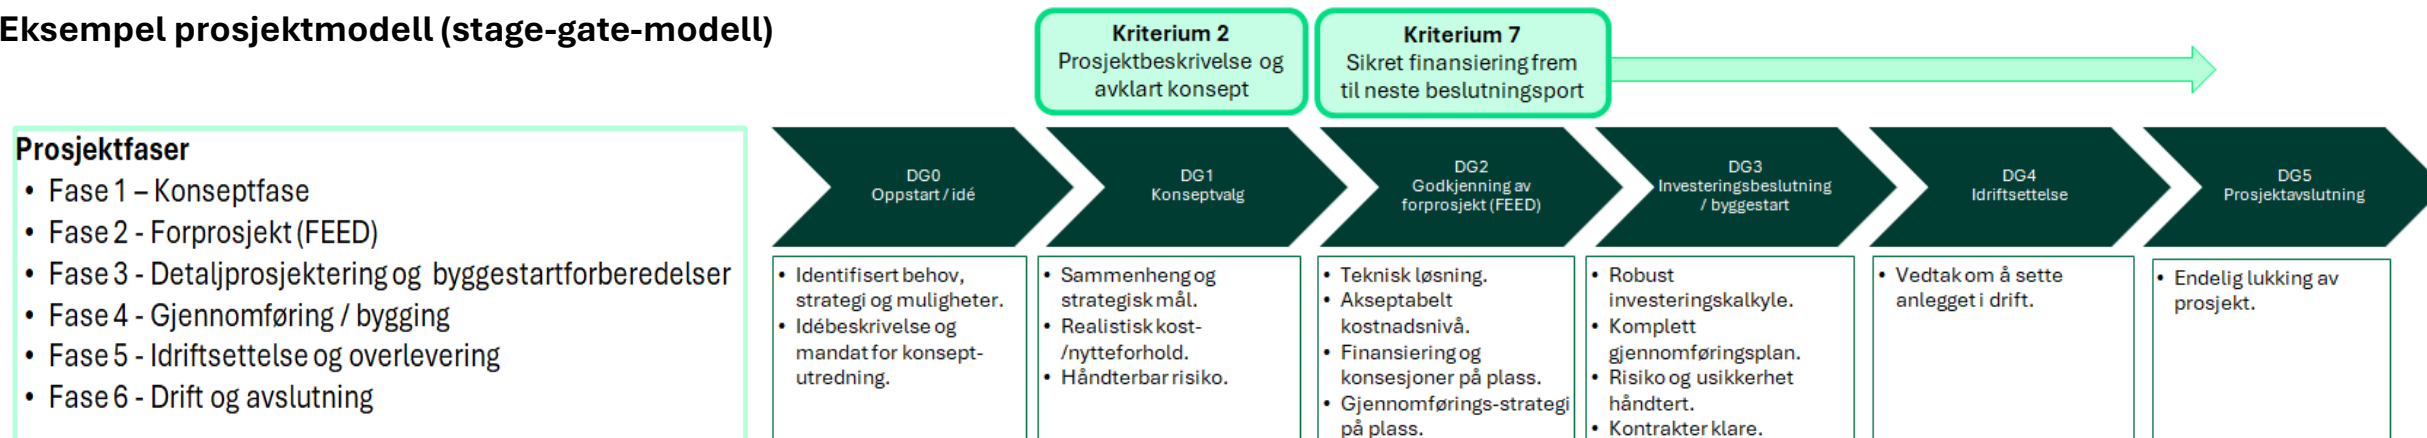 Eksempel prosjektmodell (stage-gate-modell)
Kriterium 2
Prosjektbeskrivelse og
avklart konsept
Kriterium 7
Sikret finansiering frem
til neste beslutningsport
Prosjektfaser
• Fase 1 – Konseptfase
• Fase 2 - Forprosjekt (FEED)
• Fase 3 - Detaljprosjektering og byggestartforberedelser
• Fase 4 - Gjennomføring / bygging
• Fase 5 - Idriftsettelse og overlevering
• Fase 6 - Drift og avslutning
DG0
Oppstart / idé
DG1
Konseptvalg
DG2
Godkjenning av
forprosjekt (FEED)
DG3
Investeringsbeslutning
/ byggestart
DG4
Idriftsettelse
DG5
Prosjektavslutning
• Identifisert behov,
strategi og muligheter.
• Idébeskrivelse og
mandat for konsept-
utredning.
• Sammenheng og
strategisk mål.
• Realistisk kost-
/nytteforhold.
• Håndterbar risiko.
• Teknisk løsning.
• Akseptabelt
kostnadsnivå.
• Finansiering og
konsesjoner på plass.
• Gjennomførings-strategi
på plass.
• Robust
investeringskalkyle.
• Komplett
gjennomføringsplan.
• Risiko og usikkerhet
håndtert.
• Kontrakter klare.
• Vedtak om å sette
anlegget i drift.
• Endelig lukking av
prosjekt.